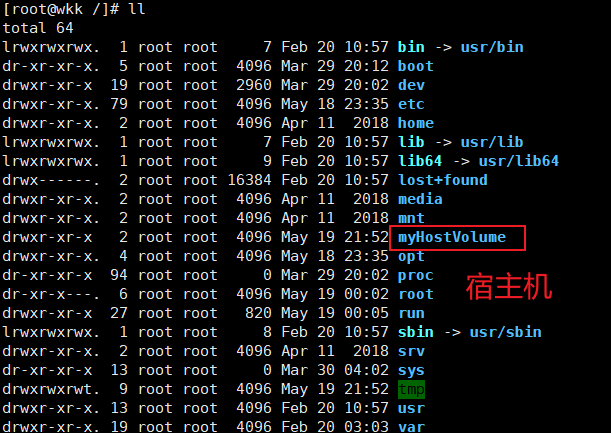 [root@wkk /]# ll
total 64
lrwxrwxrwx.  1 root root     7 Feb 20 10:57 bin -> usr/bin
dr-xr-xr-x.  5 root root  4096 Mar 29 20:12 boot
drwxr-xr-x  19 root root  2960 Mar 29 20:02 dev
drwxr-xr-x. 79 root root  4096 May 18 23:35 etc
drwxr-xr-x.  2 root root  4096 Apr 11  2018 home
lrwxrwxrwx.  1 root root     7 Feb 20 10:57 lib -> usr/lib
lrwxrwxrwx.  1 root root     9 Feb 20 10:57 lib64 -> usr/lib64
drwx------.  2 root root 16384 Feb 20 10:57 lost+found
drwxr-xr-x.  2 root root  4096 Apr 11  2018 media
drwxr-xr-x.  2 root root  4096 Apr 11  2018 mnt
drwxr-xr-x   2 root root  4096 May 19 21:52 myHostVolume
drwxr-xr-x.  4 root root  4096 May 18 23:35 opt
dr-xr-xr-x  94 root root     0 Mar 29 20:02 proc
宿主机
dr-xr-x---.  6 root root  4096 May 19 00:02 root
drwxr-xr-x  27 root root   820 May 19 00:05 run
lrwxrwxrwx.  1 root root     8 Feb 20 10:57 sbin -> usr/sbin
drwxr-xr-x.  2 root root  4096 Apr 11  2018 srv
dr-xr-xr-x  13 root root     0 Mar 30 04:02 sys
drwxrwxrwt.  9 root root  4096 May 19 21:52 tmp
drwxr-xr-x. 13 root root  4096 Feb 20 10:57 usr
drwxr-xr-x. 19 root root  4096 Feb 20 03:03 var